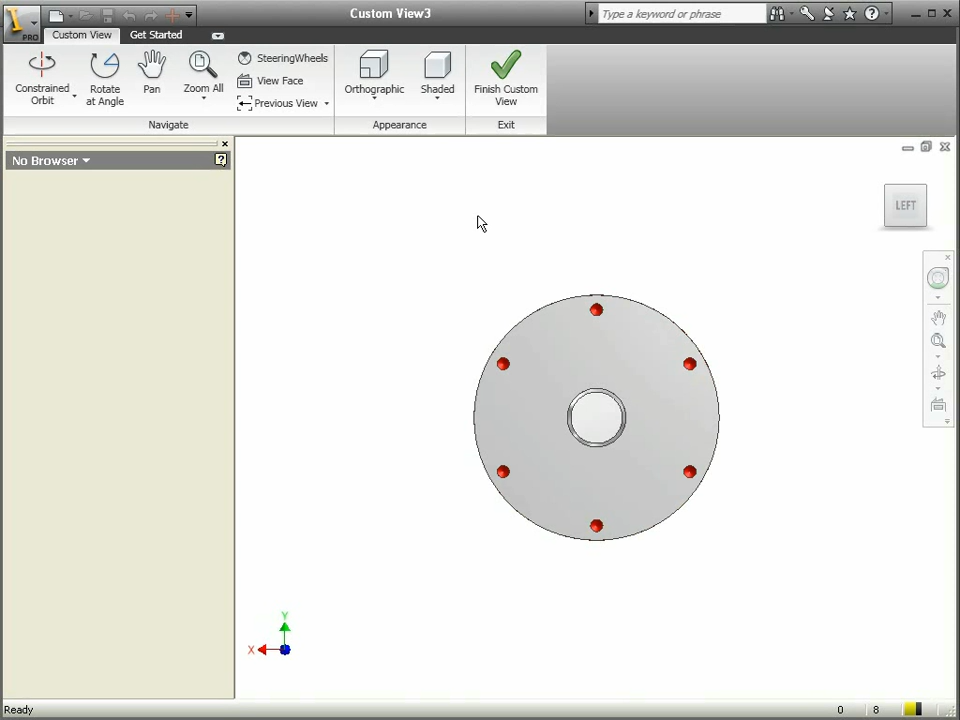 Custom View3
Type a keyword or phrase
PRO
Custom View
Get Started
Constrained
Orbit
Rotate
at Angle
Pan
Zoom All
SteeringWheels
View Face
Previous View
Orthographic
Shaded
Finish Custom
View
Navigate
Appearance
Exit
No Browser
LEFT
Y
X
Ready
0
8